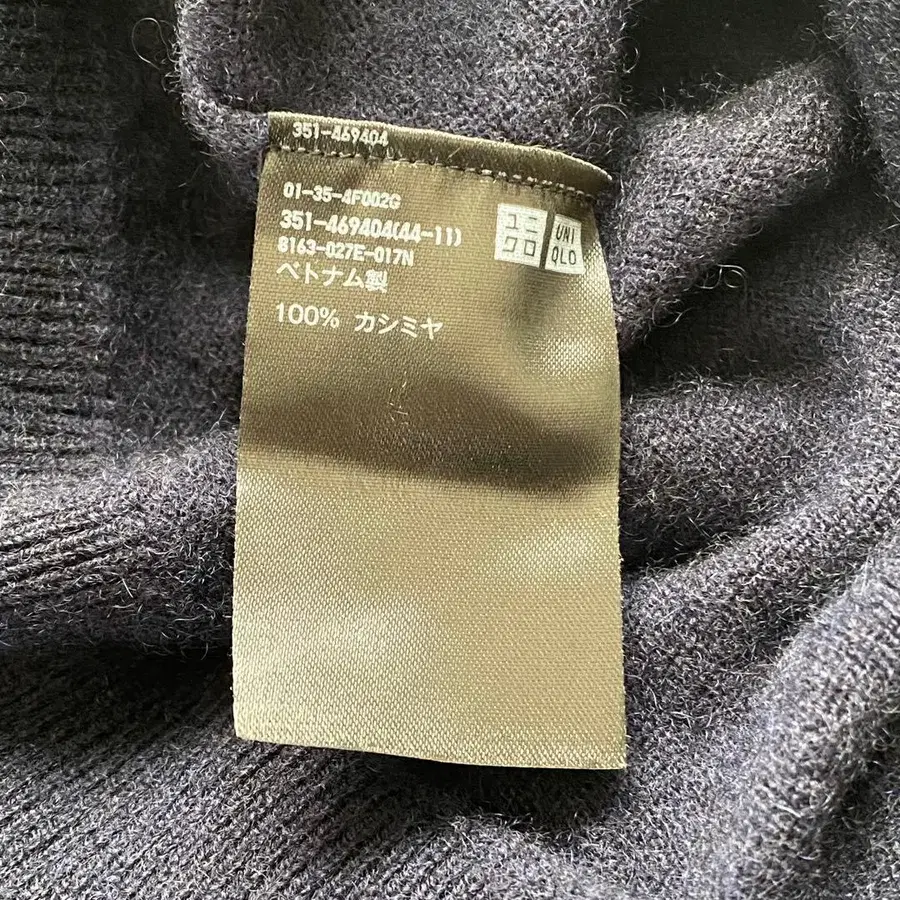 351-469404
01-35-4F002G
351-469404(44-11)
8163-027E-017N
ベトナム製
100% カシミヤ
ユニ
クロ
UNI
QLO